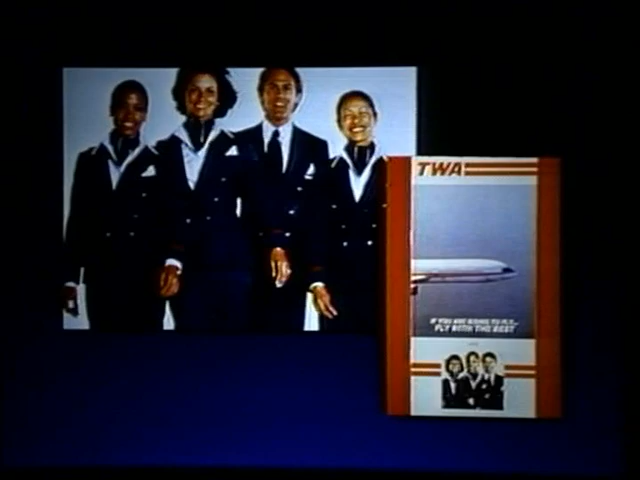 TWA
IF YOU ARE GOING TO FLY...
FLY WITH THE BEST